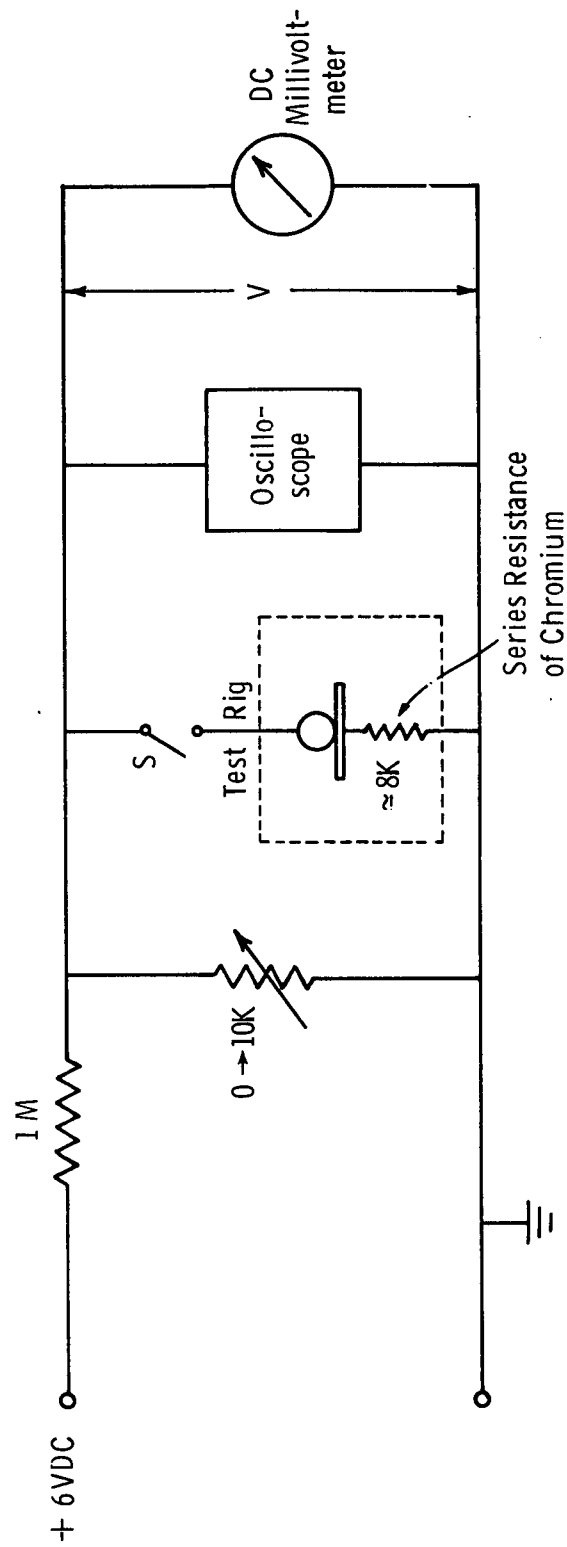 + 6VDC
1 M
0 → 10K
S
Test Rig
≈ 8K
Series Resistance
of Chromium
Oscillo-
scope
V
DC
Millivolt-
meter